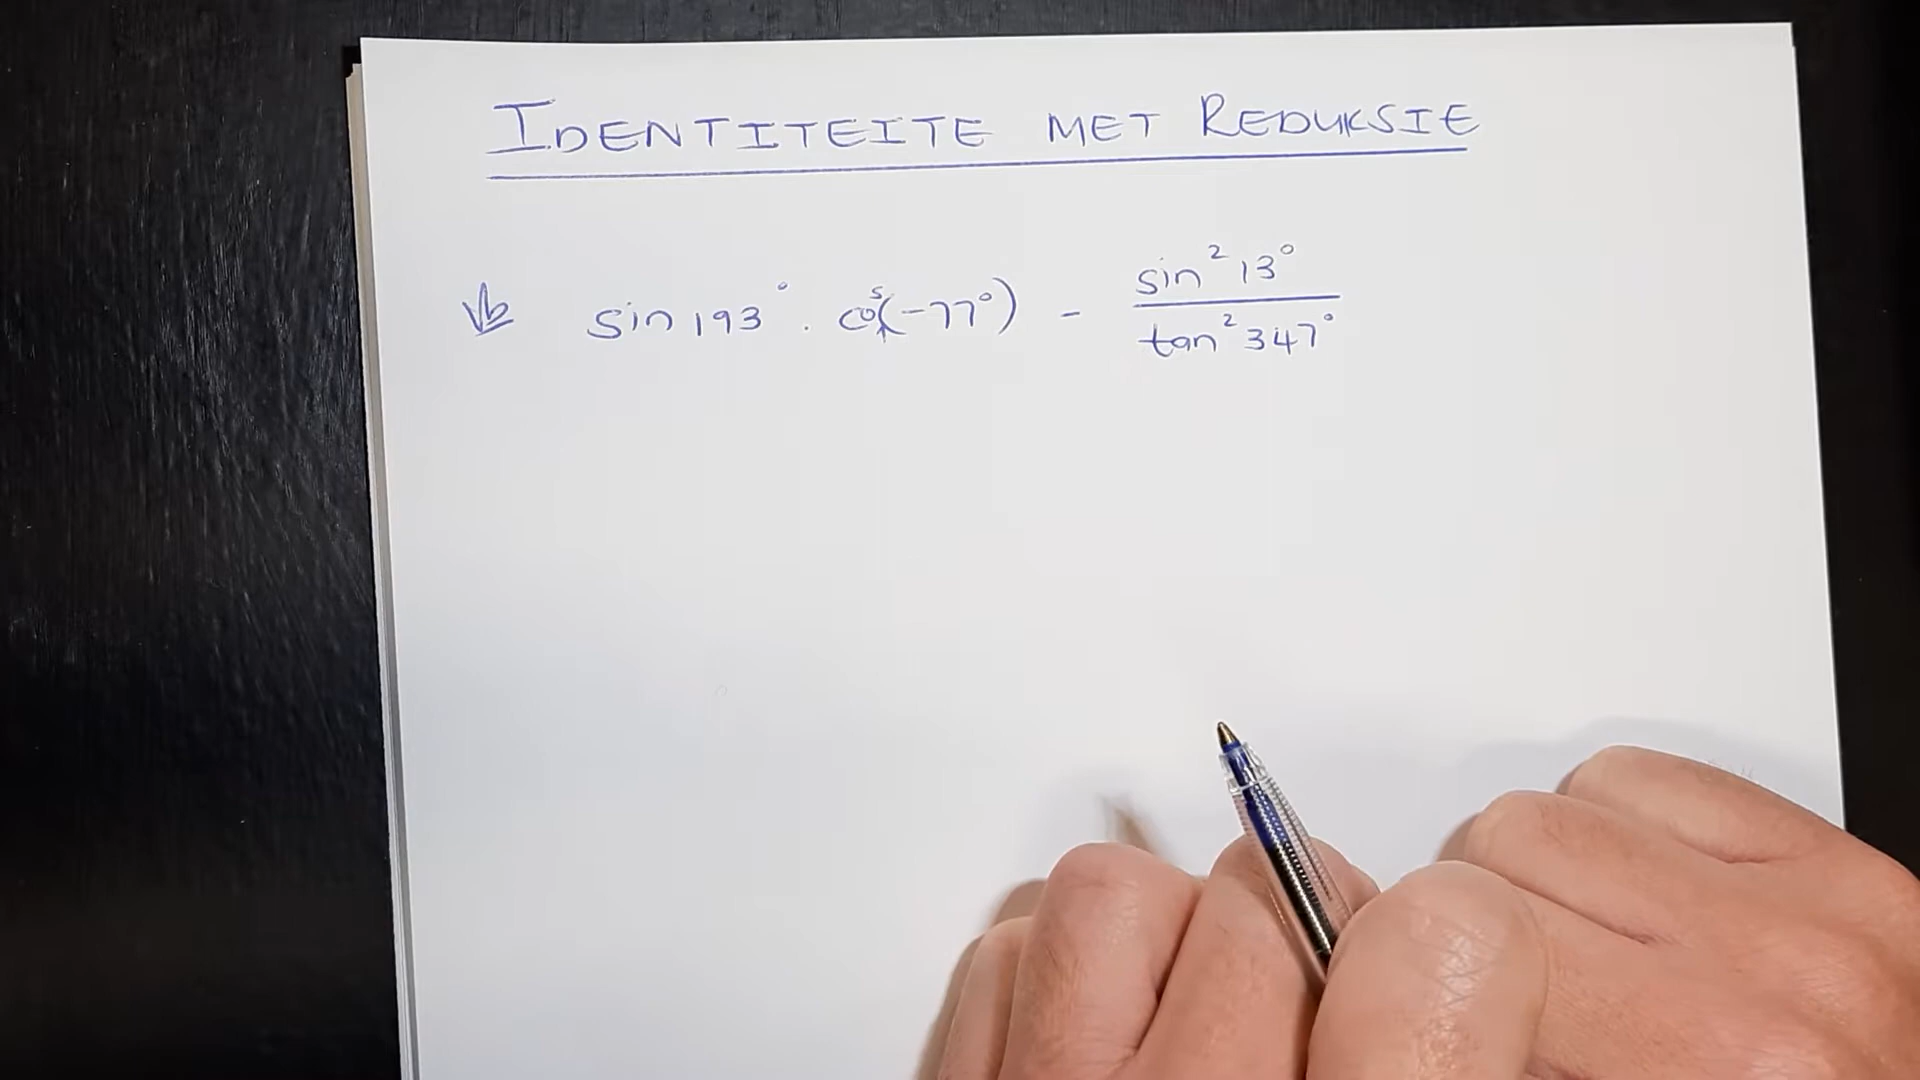 IDENTITEITE MET REDUKSIE
Vb sin 193° . cos(-77°) - sin² 13° / tan² 347°